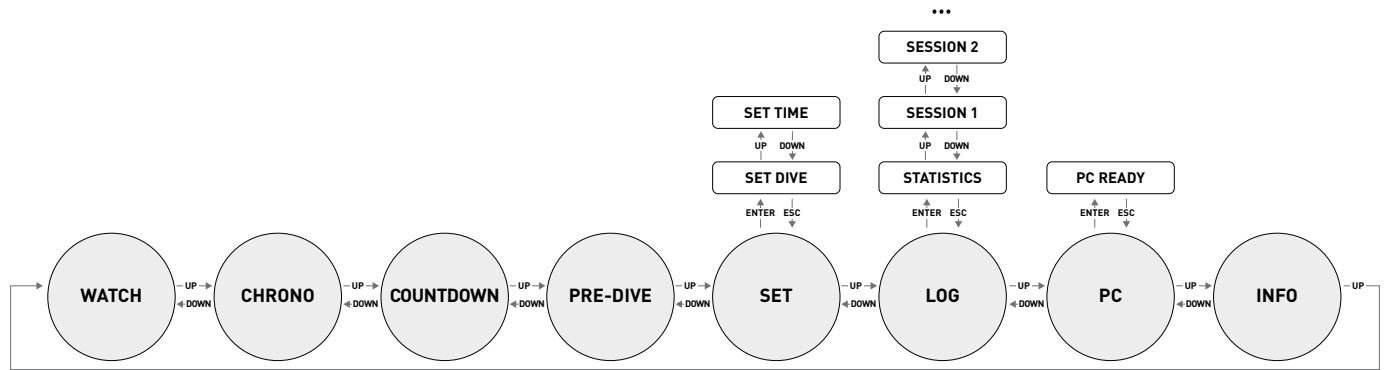 ...
SESSION 2
UP DOWN
SET TIME
SESSION 1
UP DOWN
UP DOWN
SET DIVE
STATISTICS
PC READY
ENTER ESC
ENTER ESC
ENTER ESC
WATCH
UP
DOWN
CHRONO
UP
DOWN
COUNTDOWN
UP
DOWN
PRE-DIVE
UP
DOWN
SET
UP
DOWN
LOG
UP
DOWN
PC
UP
DOWN
INFO
UP